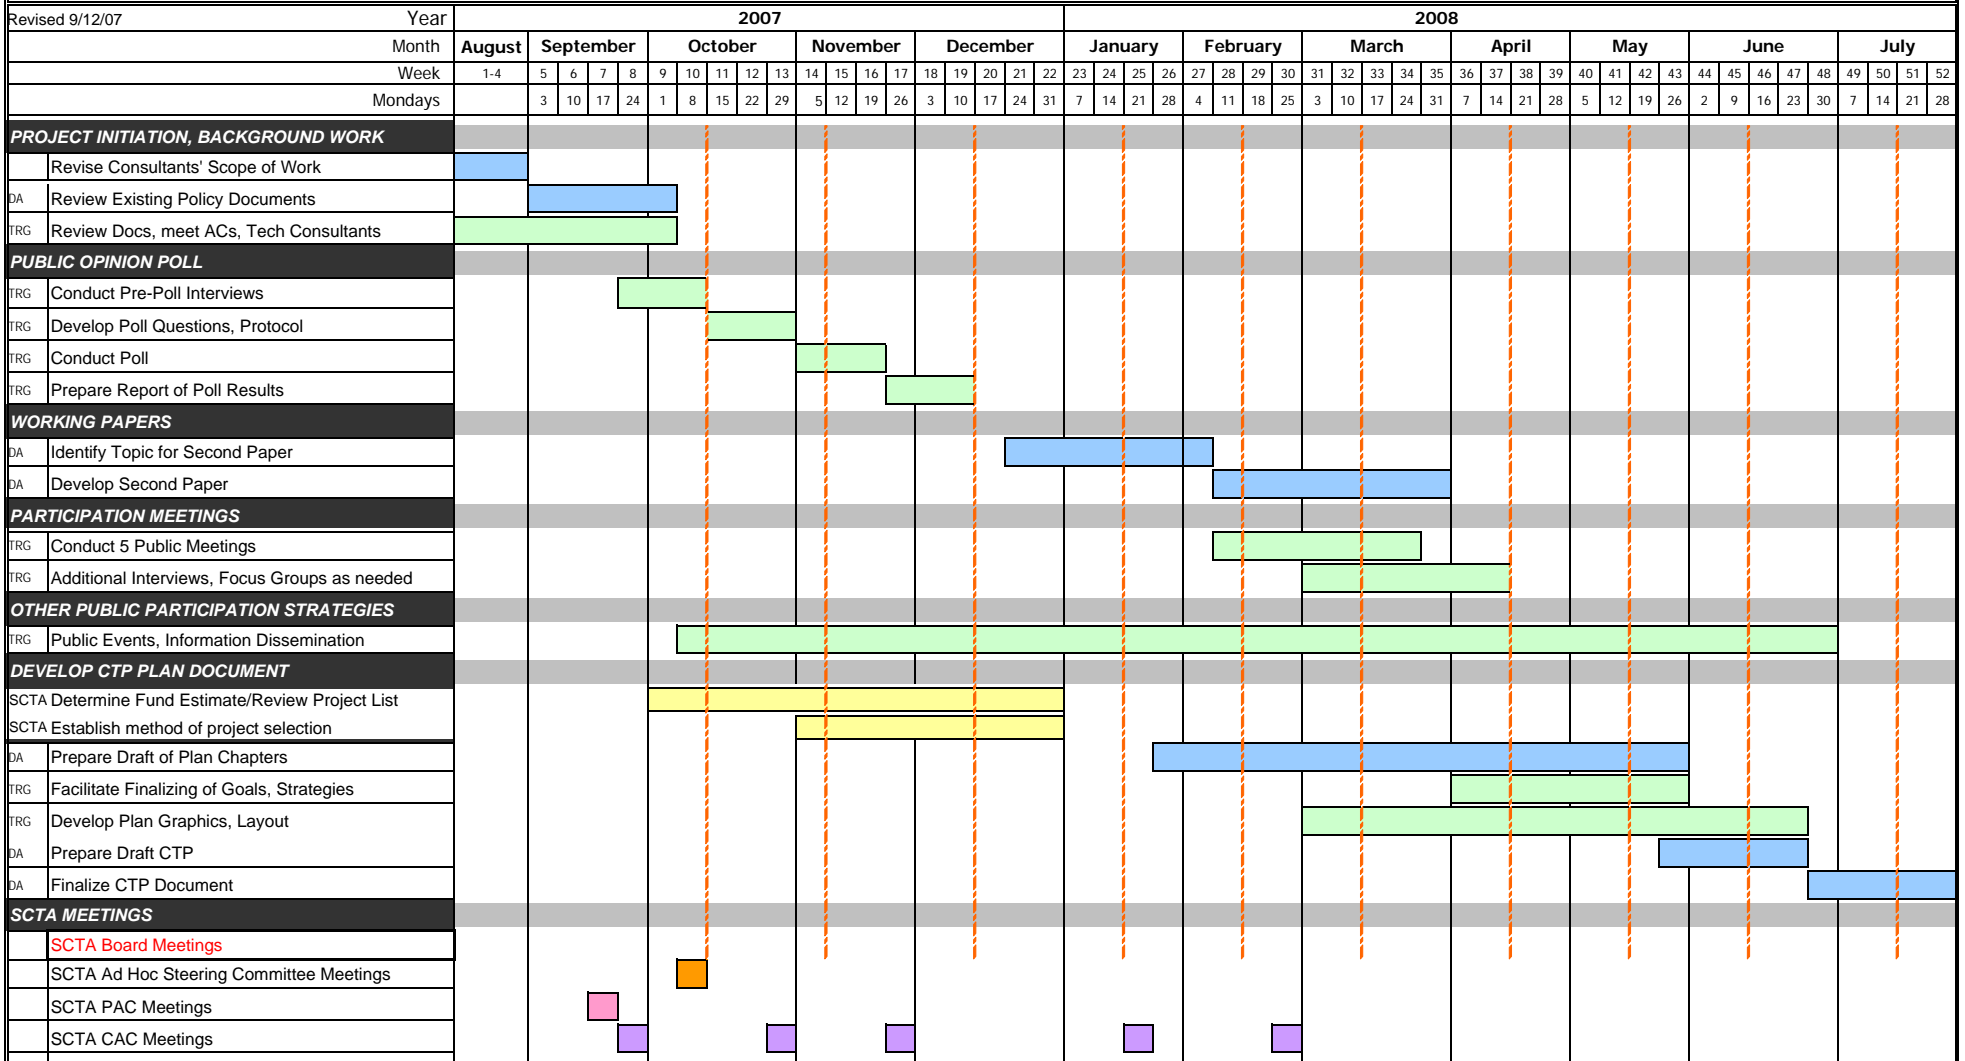 Revised 9/12/07 Year 2007 2008
Month August September October November December January February March April May June July
Week 1-4 5 6 7 8 9 10 11 12 13 14 15 16 17 18 19 20 21 22 23 24 25 26 27 28 29 30 31 32 33 34 35 36 37 38 39 40 41 42 43 44 45 46 47 48 49 50 51 52
Mondays 3 10 17 24 1 8 15 22 29 5 12 19 26 3 10 17 24 31 7 14 21 28 4 11 18 25 3 10 17 24 31 7 14 21 28 5 12 19 26 2 9 16 23 30 7 14 21 28
PROJECT INITIATION, BACKGROUND WORK
Revise Consultants' Scope of Work
DA Review Existing Policy Documents
TRG Review Docs, meet ACs, Tech Consultants
PUBLIC OPINION POLL
TRG Conduct Pre-Poll Interviews
TRG Develop Poll Questions, Protocol
TRG Conduct Poll
TRG Prepare Report of Poll Results
WORKING PAPERS
DA Identify Topic for Second Paper
DA Develop Second Paper
PARTICIPATION MEETINGS
TRG Conduct 5 Public Meetings
TRG Additional Interviews, Focus Groups as needed
OTHER PUBLIC PARTICIPATION STRATEGIES
TRG Public Events, Information Dissemination
DEVELOP CTP PLAN DOCUMENT
SCTA Determine Fund Estimate/Review Project List
SCTA Establish method of project selection
DA Prepare Draft of Plan Chapters
TRG Facilitate Finalizing of Goals, Strategies
TRG Develop Plan Graphics, Layout
DA Prepare Draft CTP
DA Finalize CTP Document
SCTA MEETINGS
SCTA Board Meetings
SCTA Ad Hoc Steering Committee Meetings
SCTA PAC Meetings
SCTA CAC Meetings